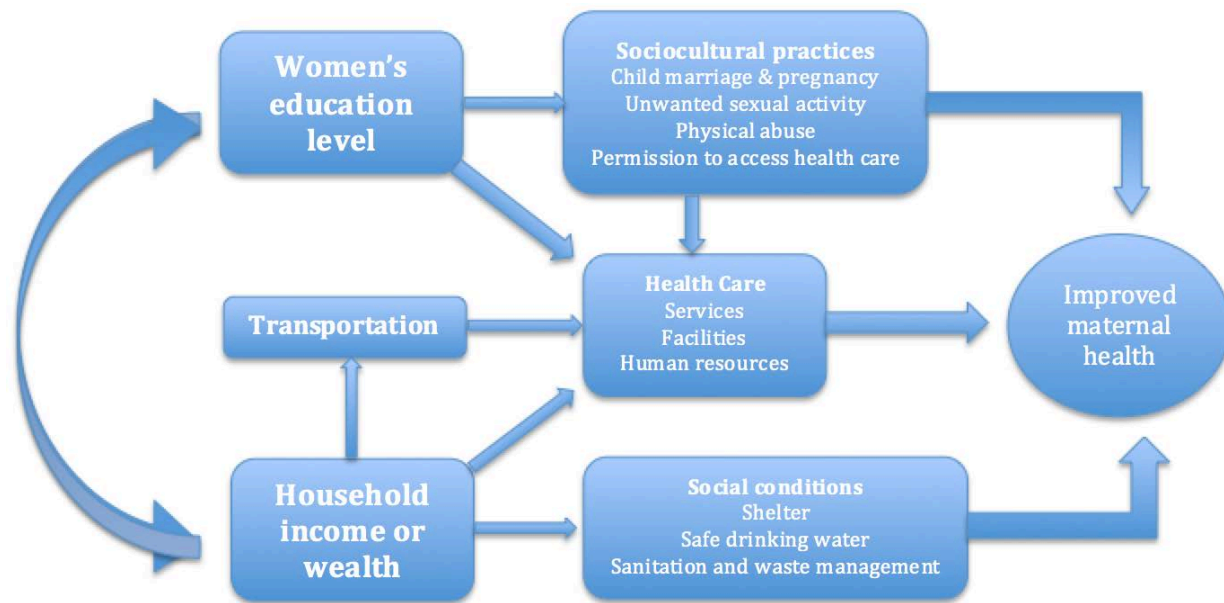 Women’s
education
level
Sociocultural practices
Child marriage & pregnancy
Unwanted sexual activity
Physical abuse
Permission to access health care
Transportation
Health Care
Services
Facilities
Human resources
Improved
maternal
health
Household
income or
wealth
Social conditions
Shelter
Safe drinking water
Sanitation and waste management